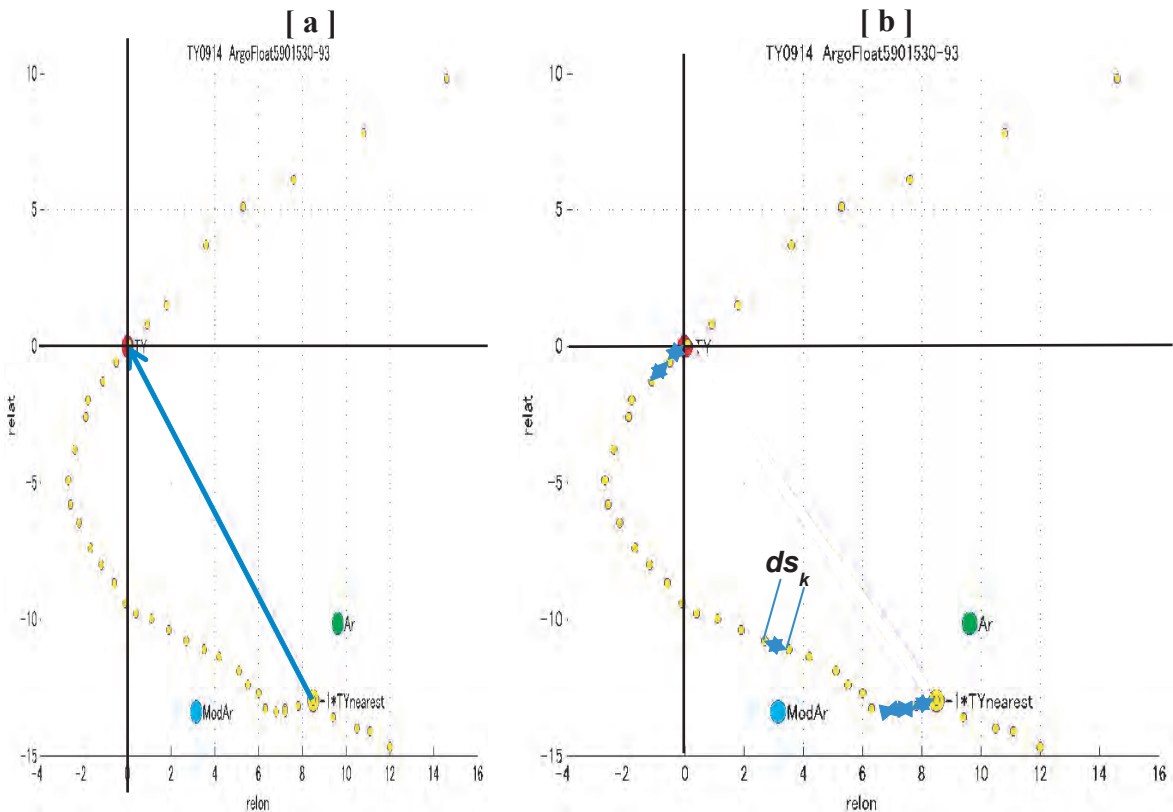 [ a ]
TY0914 ArgoFloat5901530-93
10
5
0
-5
-10
-15
relat
TY
Ar
-1*TYnearest
ModAr
-4
-2
0
2
4
6
8
10
12
14
16
relon
[ b ]
TY0914 ArgoFloat5901530-93
10
5
0
-5
-10
-15
relat
TY
ds k
Ar
-1*TYnearest
ModAr
-4
-2
0
2
4
6
8
10
12
14
16
relon